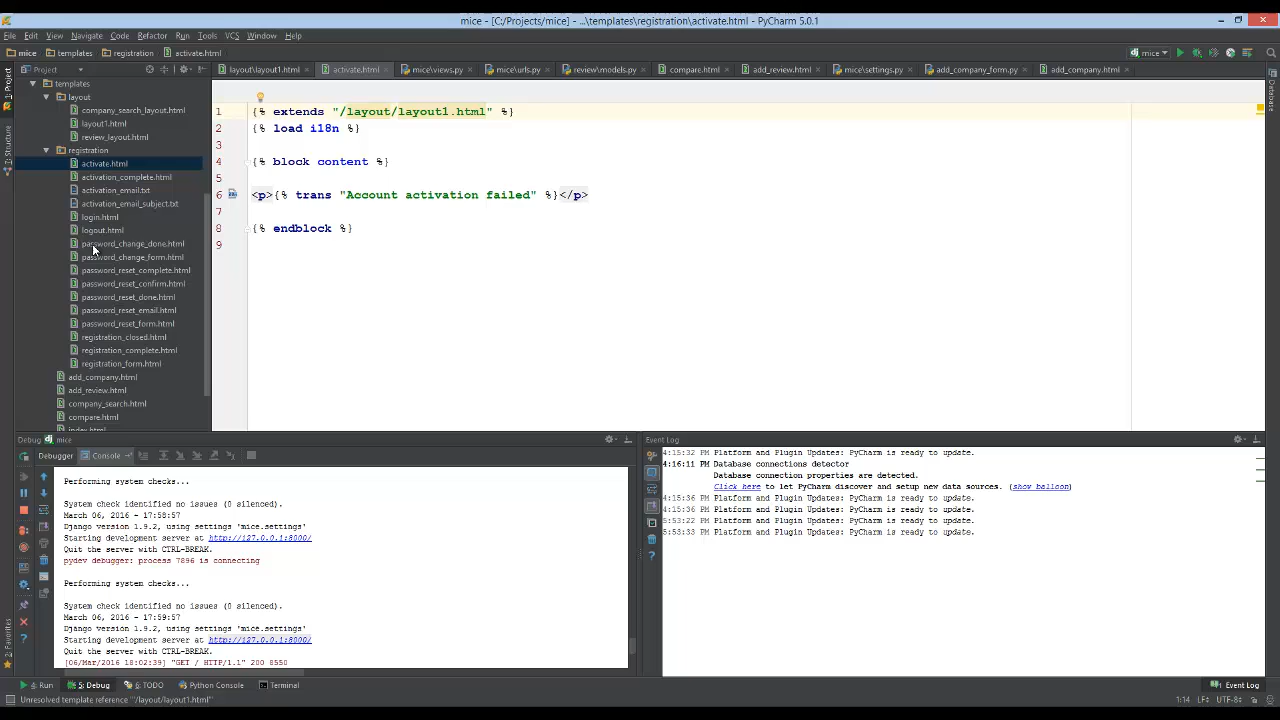 mice - [C:/Projects/mice] - ...\templates\registration\activate.html - PyCharm 5.0.1
File Edit View Navigate Code Refactor Run Tools VCS Window Help
mice templates registration activate.html mice
Project layout\layout1.html activate.html mice\views.py mice\urls.py review\models.py compare.html add_review.html mice\settings.py add_company_form.py add_company.html
1: Project
7: Structure
2: Favorites
Database
templates
layout
company_search_layout.html
layout1.html
review_layout.html
registration
activate.html
activation_complete.html
activation_email.txt
activation_email_subject.txt
login.html
logout.html
password_change_done.html
password_change_form.html
password_reset_complete.html
password_reset_confirm.html
password_reset_done.html
password_reset_email.html
password_reset_form.html
registration_closed.html
registration_complete.html
registration_form.html
add_company.html
add_review.html
company_search.html
compare.html
index.html
1 {% extends "/layout/layout1.html" %}
2 {% load i18n %}
3
4 {% block content %}
5
6 <p>{% trans "Account activation failed" %}</p>
7
8 {% endblock %}
9
Debug mice
Debugger Console
Performing system checks...
System check identified no issues (0 silenced).
March 06, 2016 - 17:58:57
Django version 1.9.2, using settings 'mice.settings'
Starting development server at http://127.0.0.1:8000/
Quit the server with CTRL-BREAK.
pydev debugger: process 7896 is connecting
Performing system checks...
System check identified no issues (0 silenced).
March 06, 2016 - 17:59:57
Django version 1.9.2, using settings 'mice.settings'
Starting development server at http://127.0.0.1:8000/
Quit the server with CTRL-BREAK.
[06/Mar/2016 18:02:39] "GET / HTTP/1.1" 200 8550
Event Log
4:15:32 PM Platform and Plugin Updates: PyCharm is ready to update.
4:16:11 PM Database connections detector
Database connection properties are detected.
Click here to let PyCharm discover and setup new data sources. (show balloon)
4:15:36 PM Platform and Plugin Updates: PyCharm is ready to update.
4:15:36 PM Platform and Plugin Updates: PyCharm is ready to update.
5:53:22 PM Platform and Plugin Updates: PyCharm is ready to update.
5:53:33 PM Platform and Plugin Updates: PyCharm is ready to update.
4: Run 5: Debug 6: TODO Python Console Terminal Event Log
Unresolved template reference '"/layout/layout1.html"' 1:14 LF UTF-8